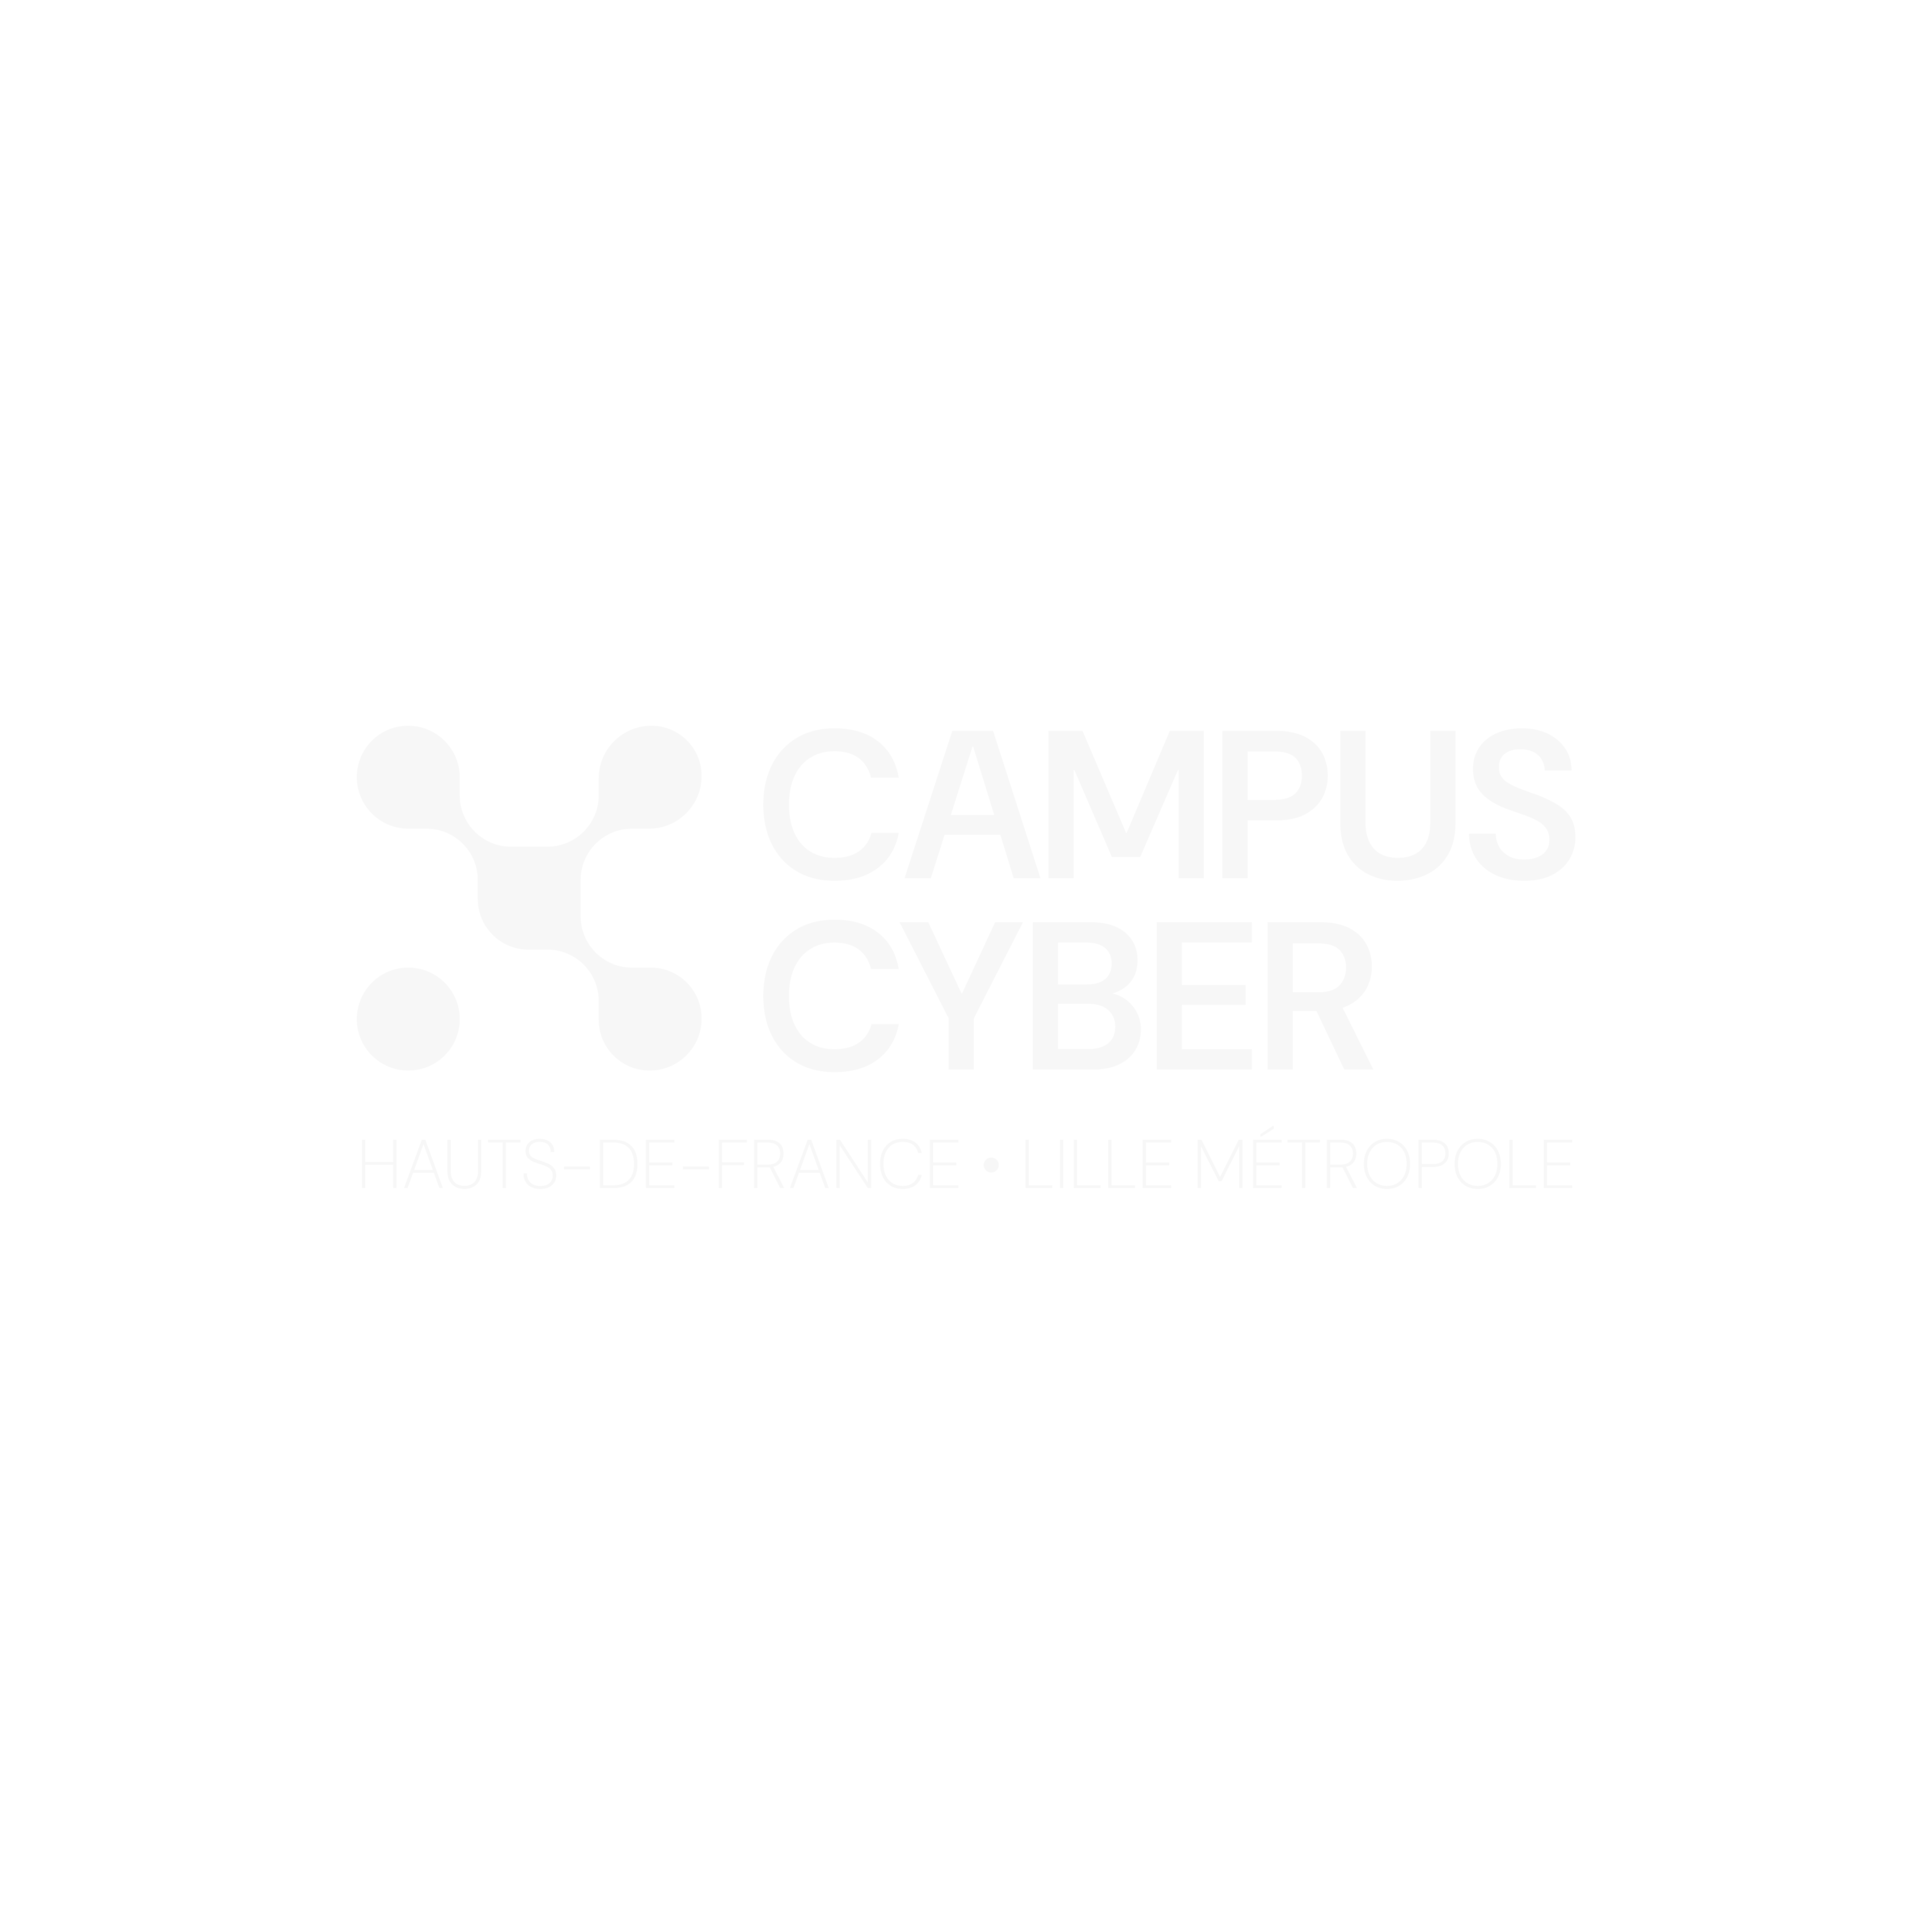 CAMPUS
CYBER
HAUTS-DE-FRANCE • LILLE MÉTROPOLE